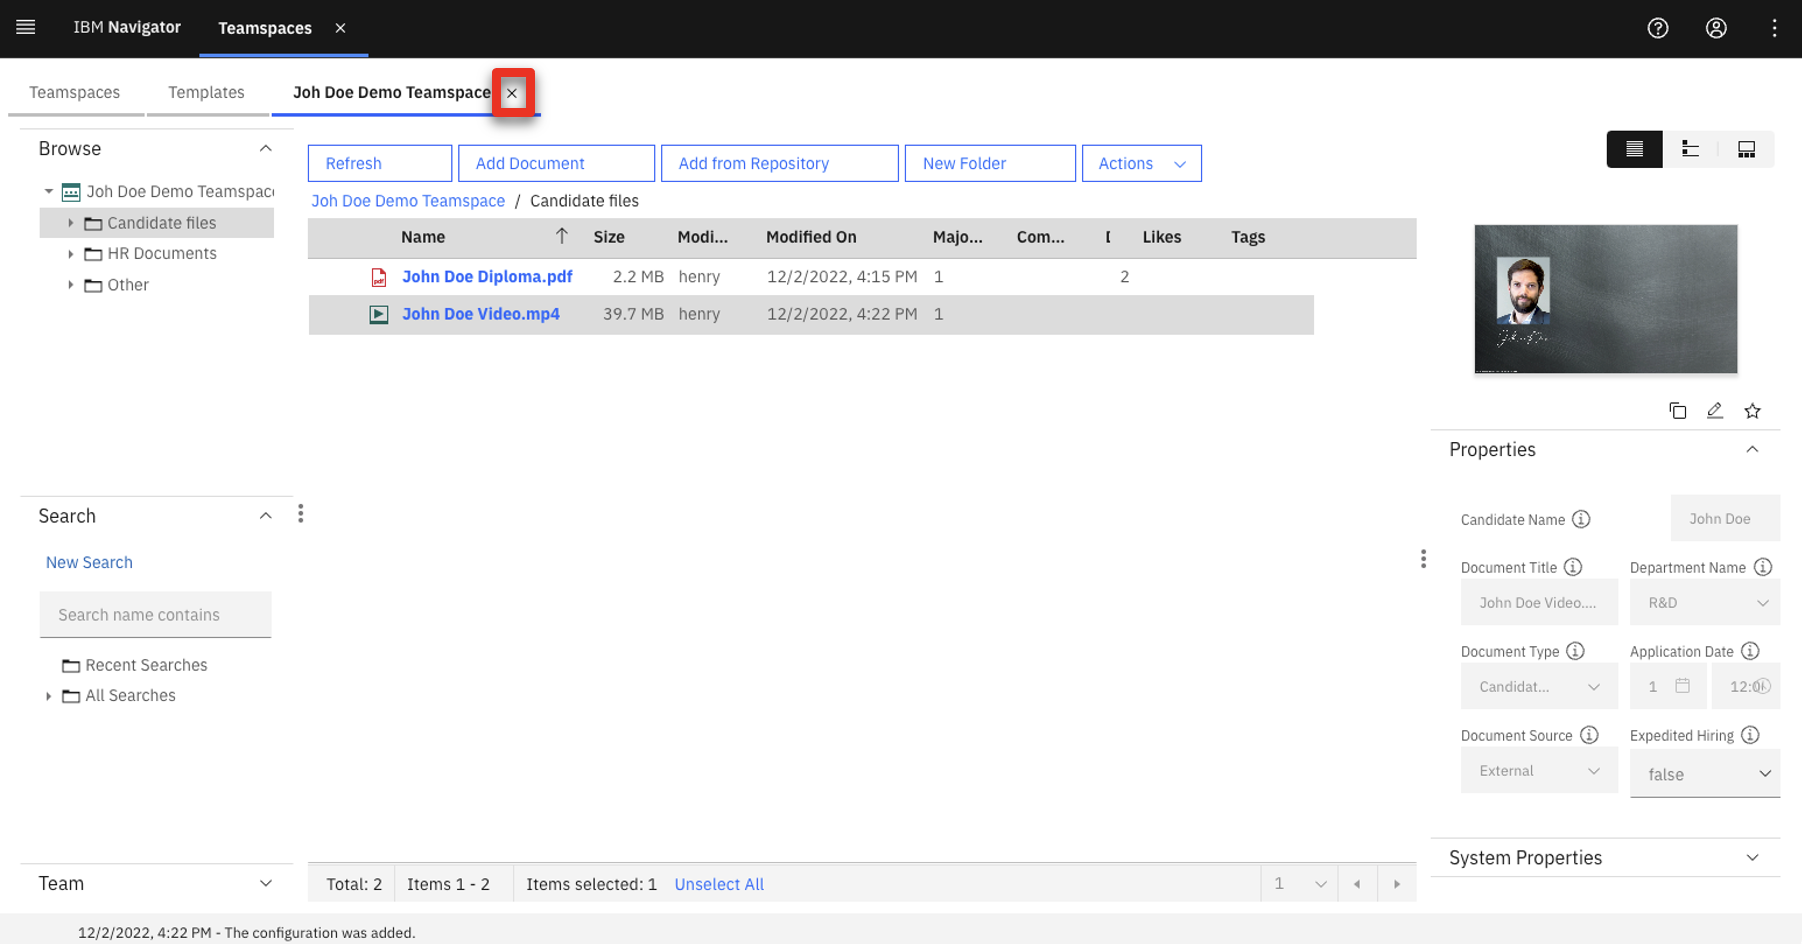 IBM Navigator
Teamspaces
Teamspaces
Templates
Joh Doe Demo Teamspace
Browse
Joh Doe Demo Teamspac
Candidate files
HR Documents
Other
Search
New Search
Search name contains
Recent Searches
All Searches
Team
Refresh
Add Document
Add from Repository
New Folder
Actions
Joh Doe Demo Teamspace / Candidate files
Name Size Modi... Modified On Majo... Com... Likes Tags
John Doe Diploma.pdf 2.2 MB henry 12/2/2022, 4:15 PM 1 2
John Doe Video.mp4 39.7 MB henry 12/2/2022, 4:22 PM 1
Total: 2 Items 1 - 2 Items selected: 1 Unselect All 1
Properties
Candidate Name John Doe
Document Title Department Name
John Doe Video.... R&D
Document Type Application Date
Candidat... 1 12:0
Document Source Expedited Hiring
External false
System Properties
12/2/2022, 4:22 PM - The configuration was added.